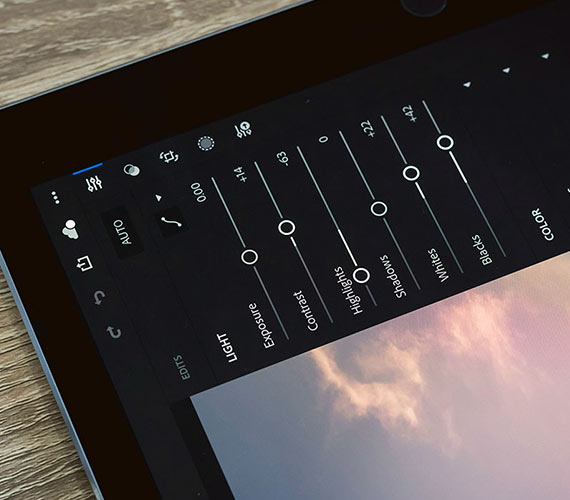 EDITS
AUTO
LIGHT
Exposure 0.00
Contrast +14
Highlights -63
Shadows 0
Whites +22
Blacks +42
COLOR